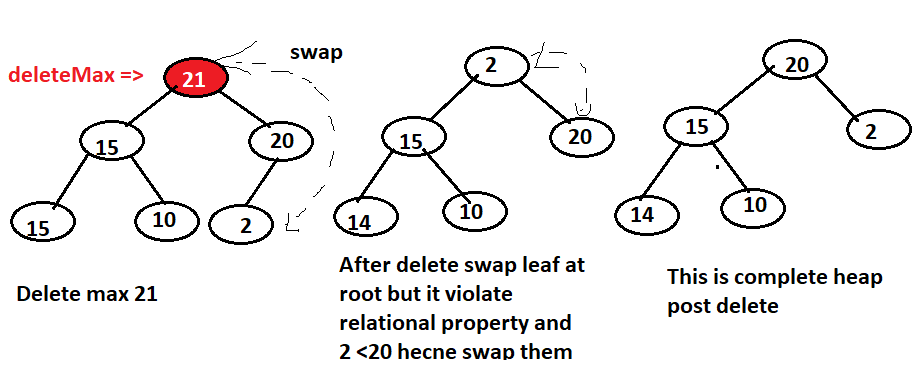 deleteMax =>
swap
21
15
20
15
10
2
Delete max 21
2
15
20
14
10
After delete swap leaf at
root but it violate
relational property and
2 <20 hecne swap them
20
15
2
14
10
This is complete heap
post delete